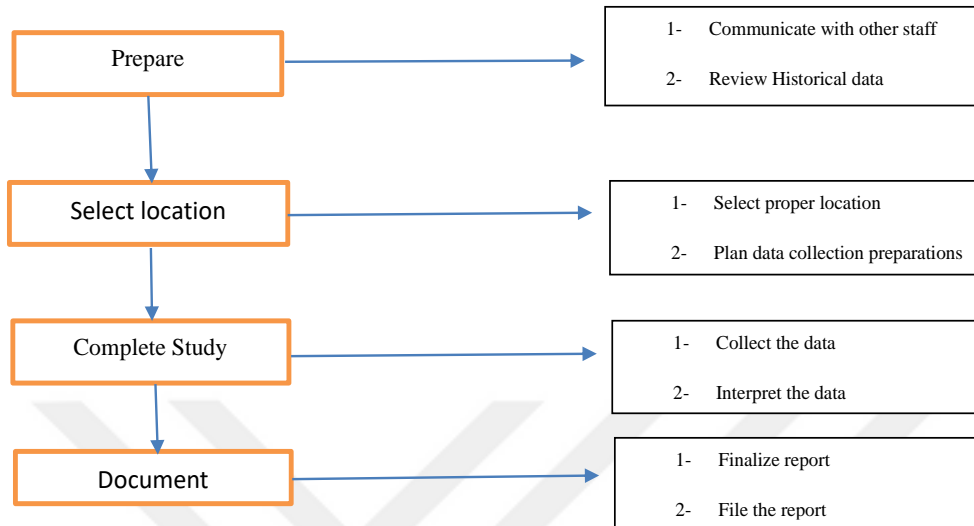 Prepare
1- Communicate with other staff
2- Review Historical data
Select location
1- Select proper location
2- Plan data collection preparations
Complete Study
1- Collect the data
2- Interpret the data
Document
1- Finalize report
2- File the report